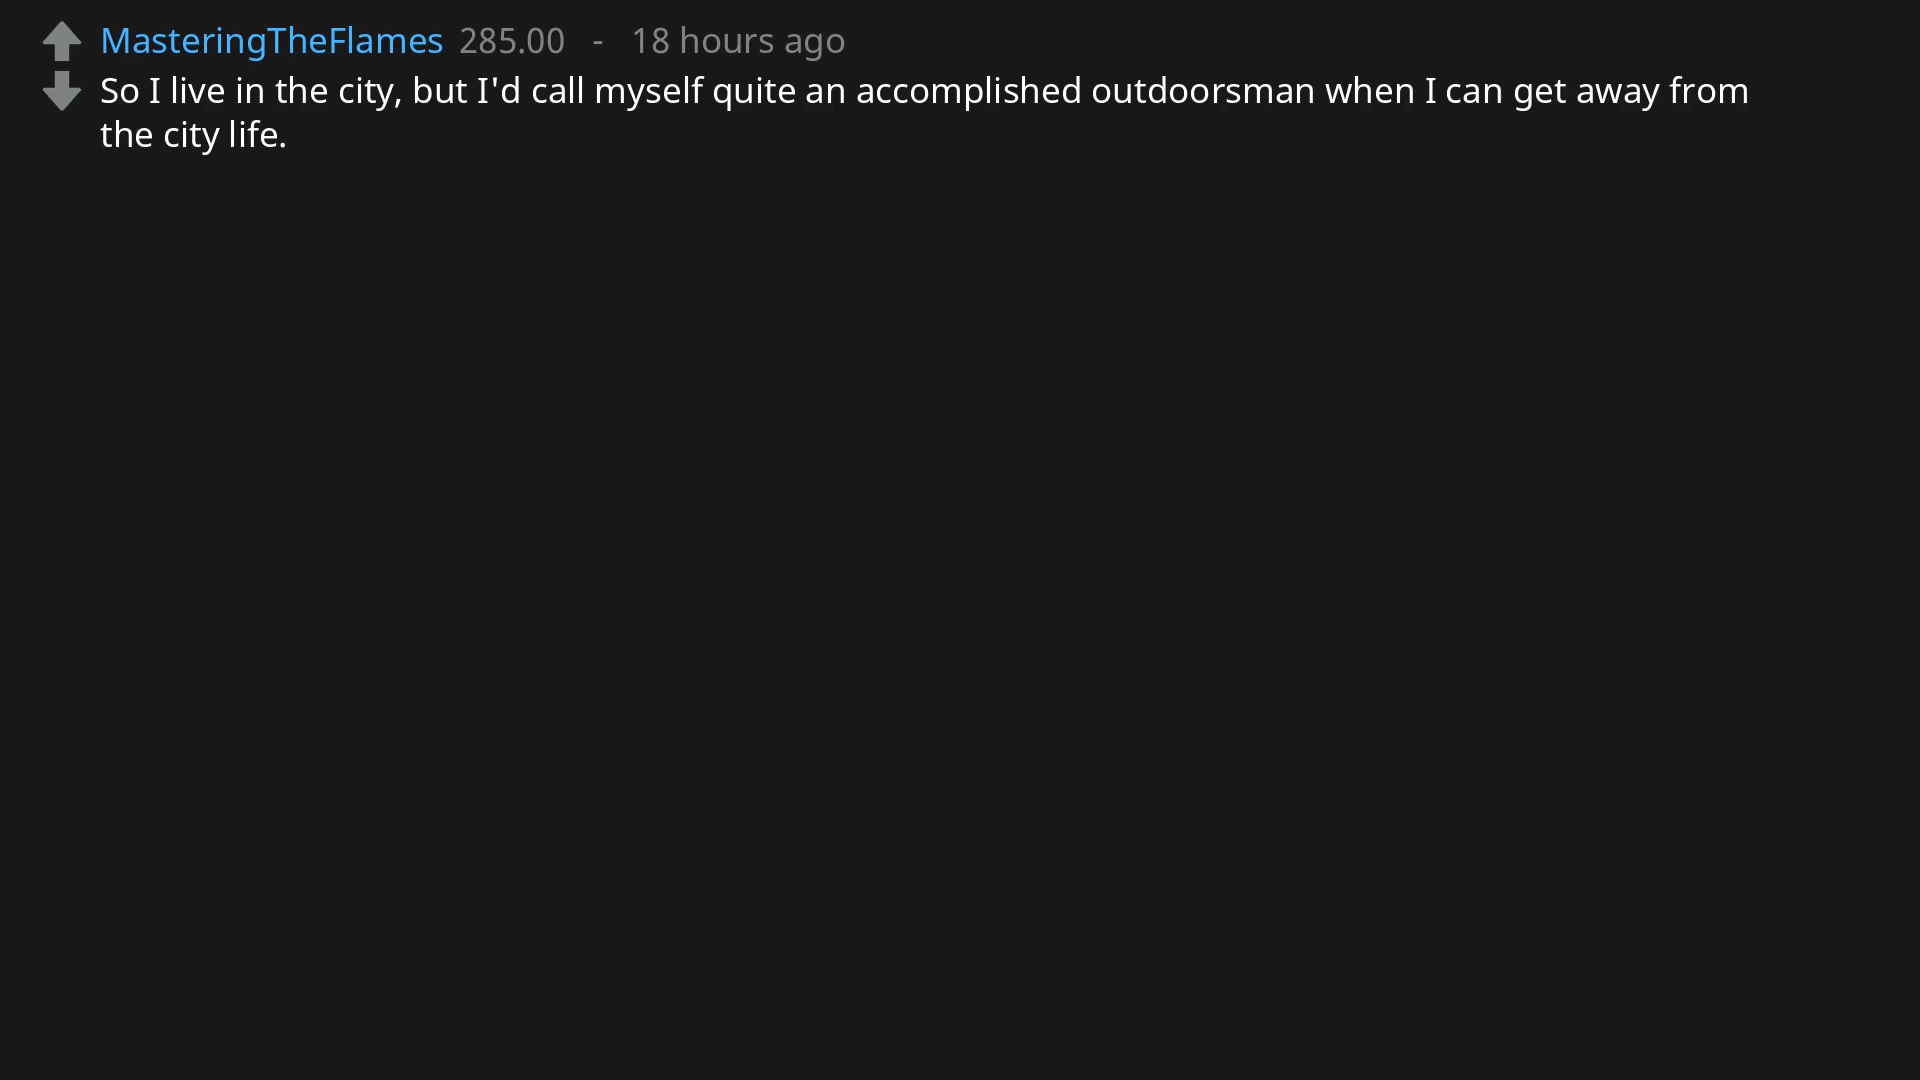 MasteringTheFlames 285.00 - 18 hours ago
So I live in the city, but I'd call myself quite an accomplished outdoorsman when I can get away from
the city life.